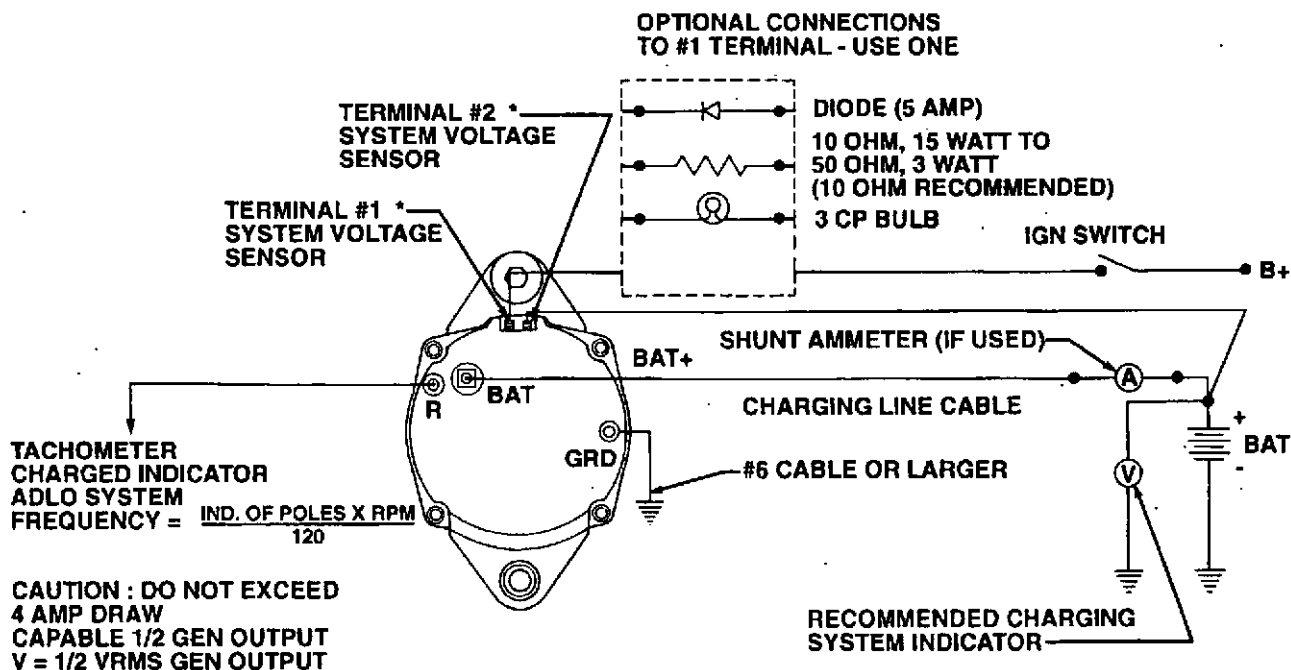 OPTIONAL CONNECTIONS
TO #1 TERMINAL - USE ONE
TERMINAL #2 *
SYSTEM VOLTAGE
SENSOR
DIODE (5 AMP)
10 OHM, 15 WATT TO
50 OHM, 3 WATT
(10 OHM RECOMMENDED)
3 CP BULB
TERMINAL #1 *
SYSTEM VOLTAGE
SENSOR
IGN SWITCH
B+
SHUNT AMMETER (IF USED)
BAT+
A
R
BAT
CHARGING LINE CABLE
+
BAT
-
V
GRD
#6 CABLE OR LARGER
TACHOMETER
CHARGED INDICATOR
ADLO SYSTEM
FREQUENCY = IND. OF POLES X RPM
120
CAUTION : DO NOT EXCEED
4 AMP DRAW
CAPABLE 1/2 GEN OUTPUT
V = 1/2 VRMS GEN OUTPUT
RECOMMENDED CHARGING
SYSTEM INDICATOR